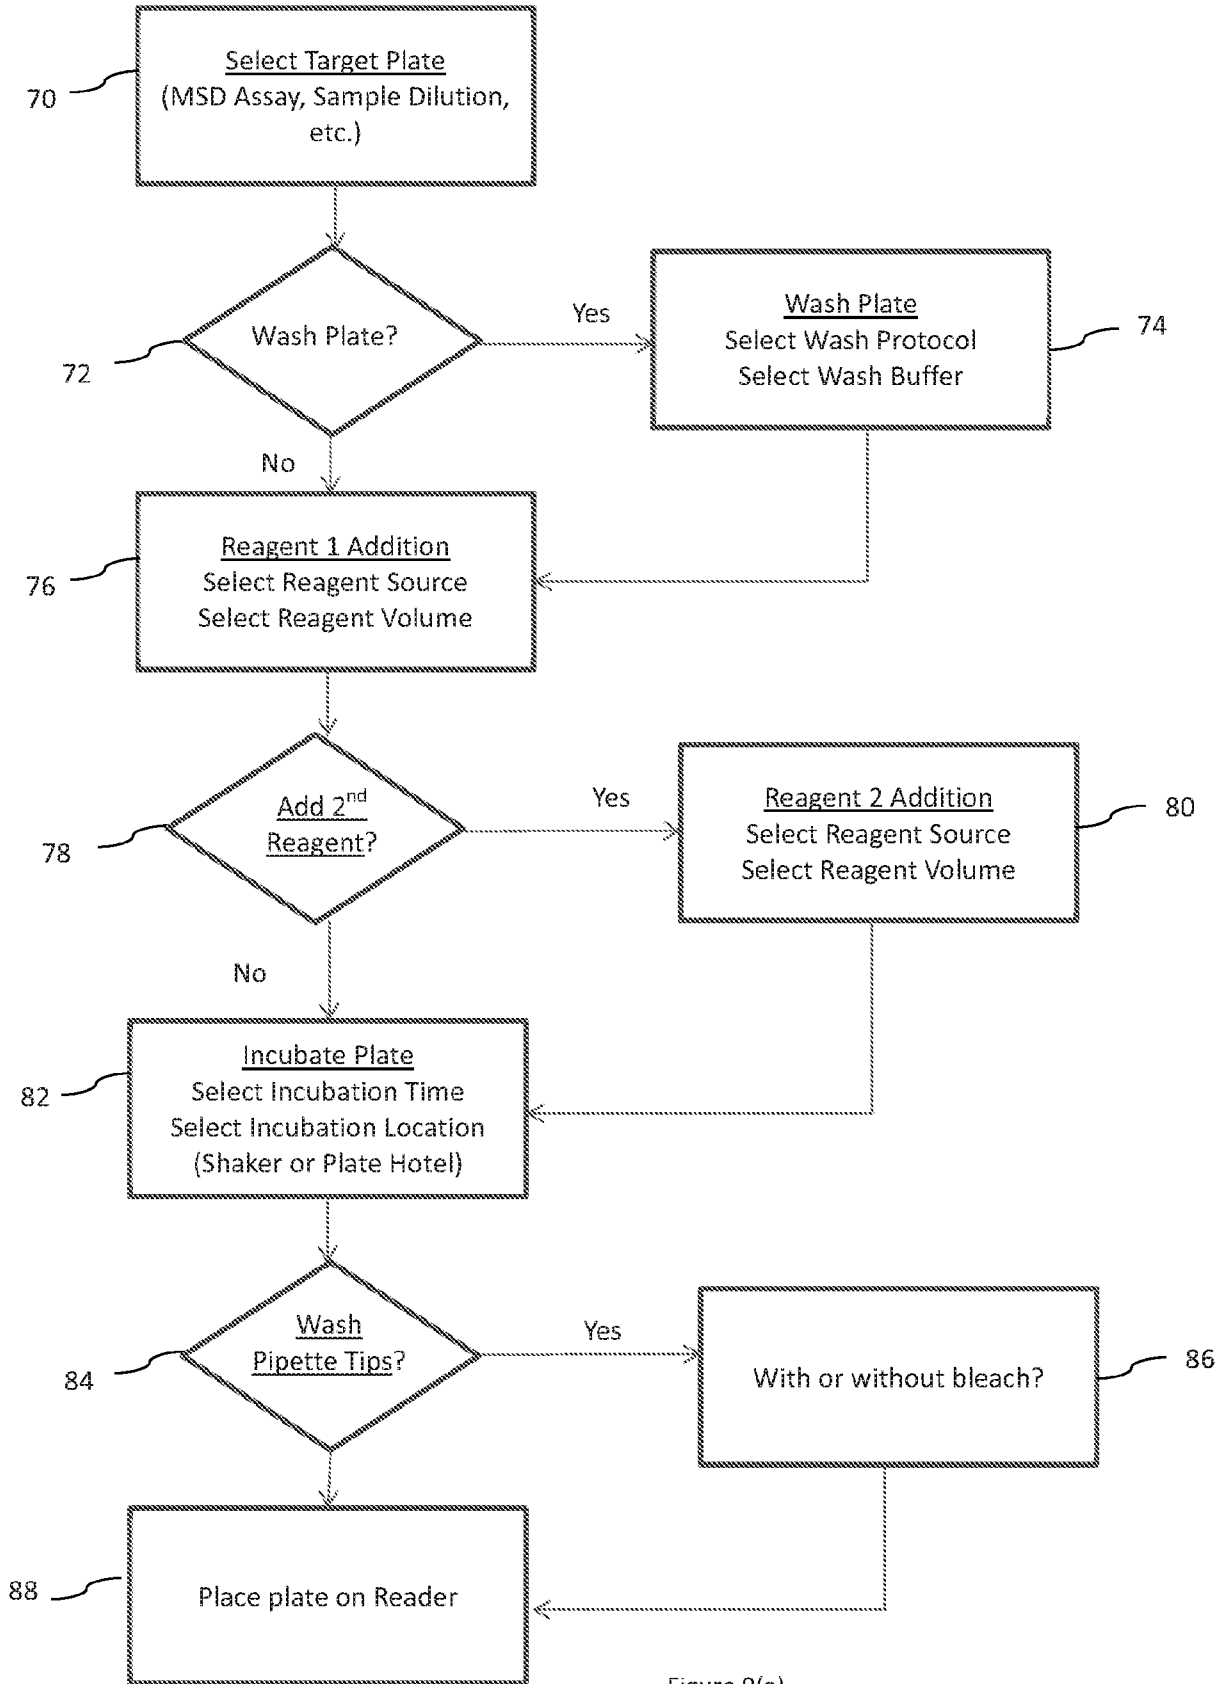 Select Target Plate
(MSD Assay, Sample Dilution,
etc.)
70
Wash Plate?
72
Yes
Wash Plate
Select Wash Protocol
Select Wash Buffer
74
No
Reagent 1 Addition
Select Reagent Source
Select Reagent Volume
76
Add 2nd
Reagent?
78
Yes
Reagent 2 Addition
Select Reagent Source
Select Reagent Volume
80
No
Incubate Plate
Select Incubation Time
Select Incubation Location
(Shaker or Plate Hotel)
82
Wash
Pipette Tips?
84
Yes
With or without bleach?
86
Place plate on Reader
88